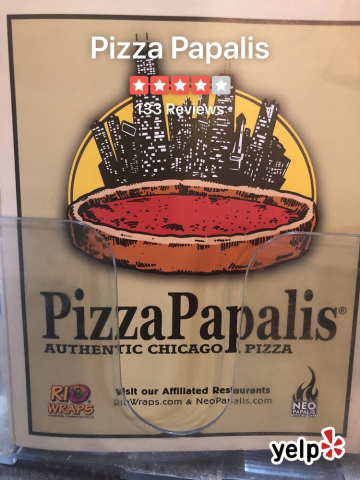 Pizza Papalis
133 Reviews
PizzaPapalis®
AUTHENTIC CHICAGO PIZZA
Visit our Affiliated Restaurants
RioWraps.com & NeoPapalis.com
RIO
WRAPS
NEO
PAPALIS
yelp